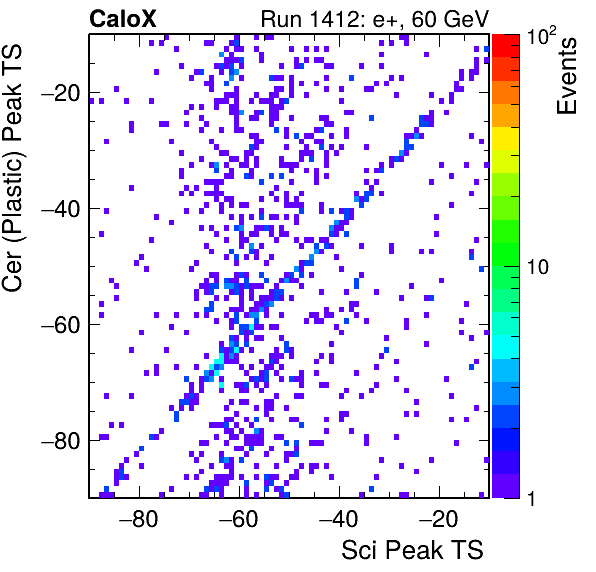 CaloX Run 1412: e+, 60 GeV
Cer (Plastic) Peak TS
−20
−40
−60
−80
−80 −60 −40 −20
Sci Peak TS
10²
10
1
Events